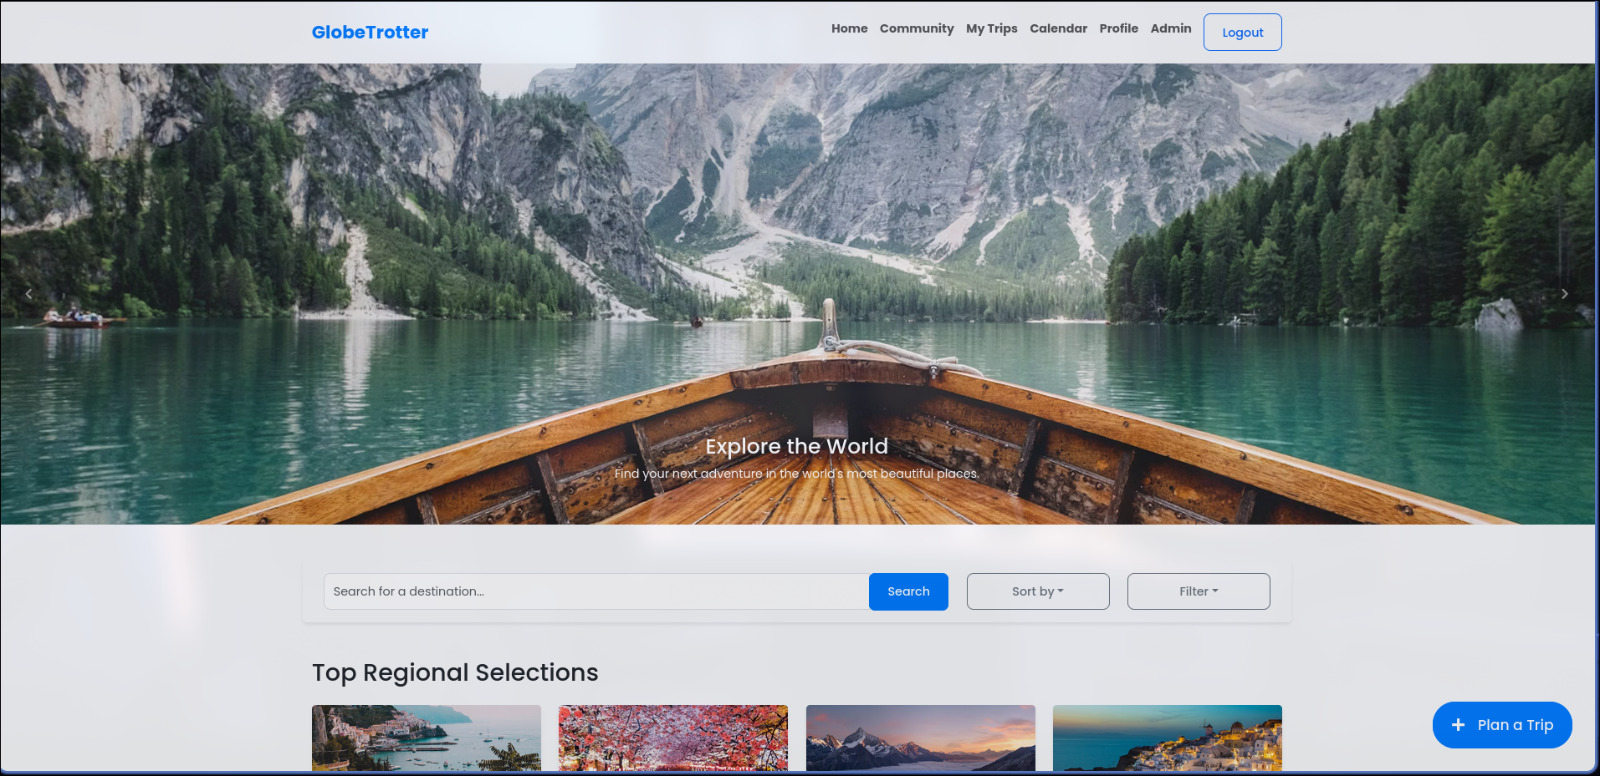 GlobeTrotter
Home Community My Trips Calendar Profile Admin Logout
Explore the World
Find your next adventure in the world's most beautiful places.
Search for a destination... Search Sort by Filter
Top Regional Selections
+ Plan a Trip